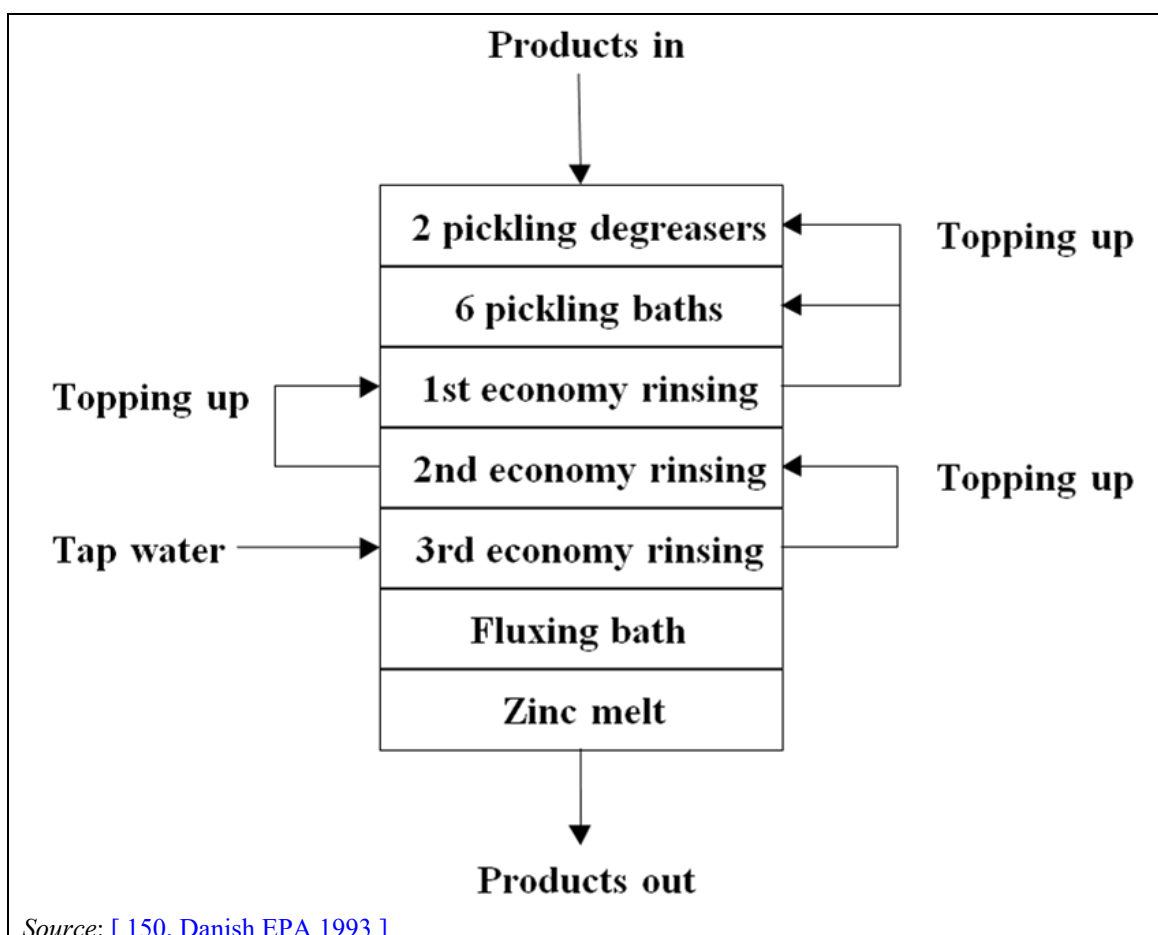 Products in
2 pickling degreasers
Topping up
6 pickling baths
Topping up
1st economy rinsing
2nd economy rinsing
Topping up
Tap water
3rd economy rinsing
Fluxing bath
Zinc melt
Products out
Source: [ 150, Danish EPA 1993 ]